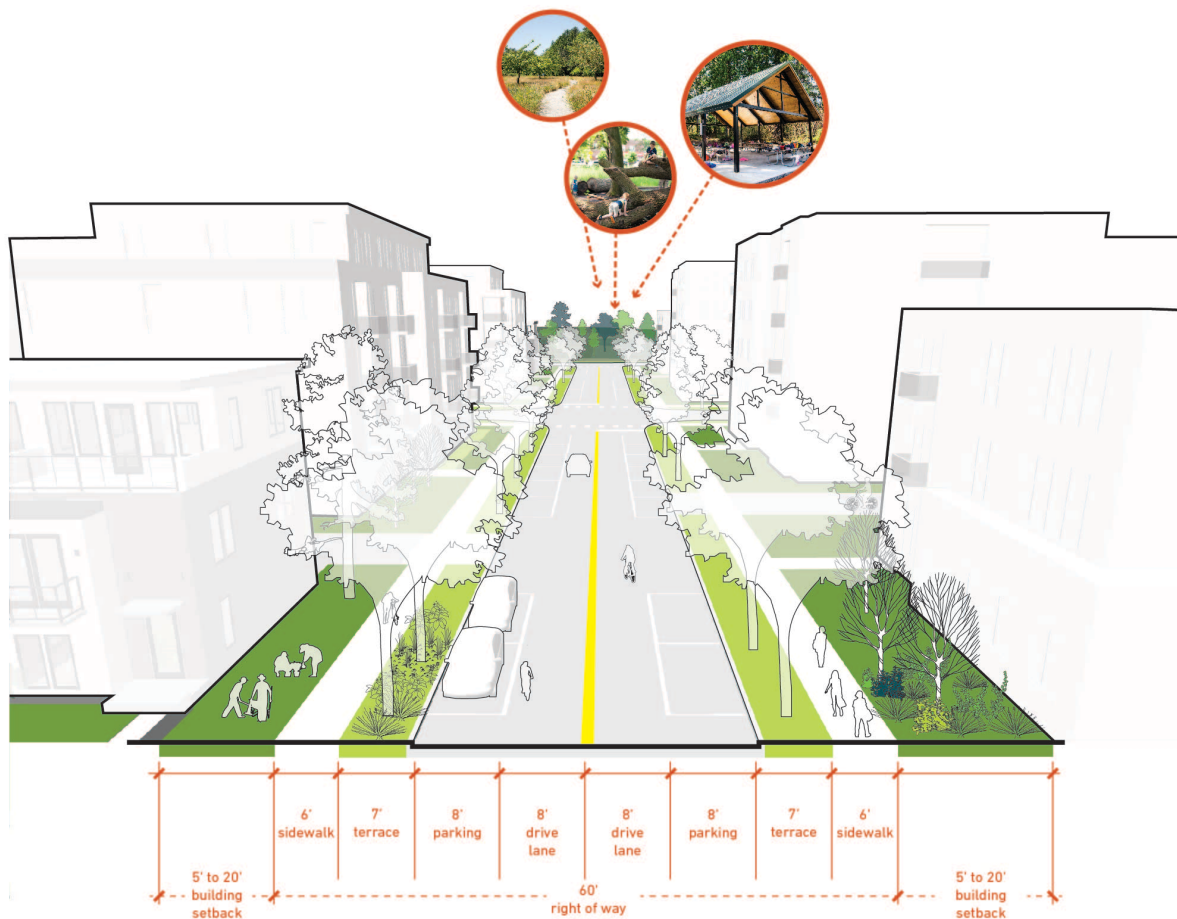 6'
sidewalk
7'
terrace
8'
parking
8'
drive
lane
8'
drive
lane
8'
parking
7'
terrace
6'
sidewalk
5' to 20'
building
setback
60'
right of way
5' to 20'
building
setback